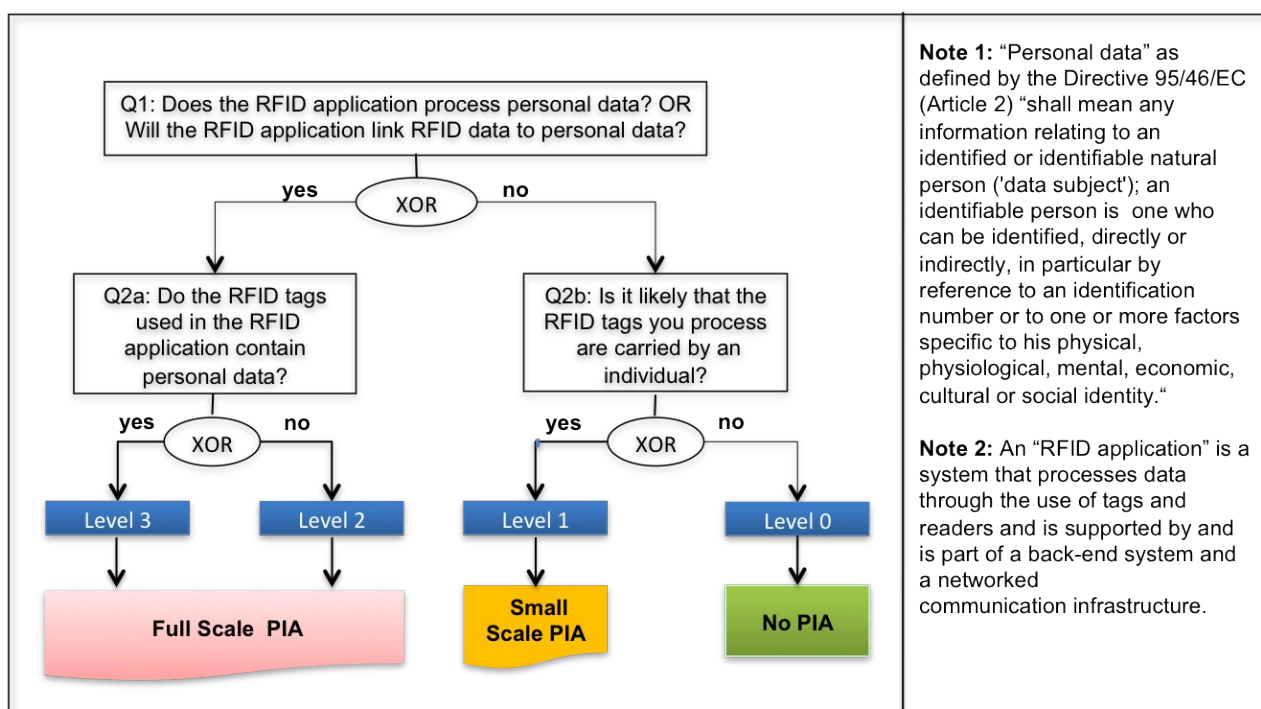 Q1: Does the RFID application process personal data? OR
Will the RFID application link RFID data to personal data?
yes
XOR
no
Q2a: Do the RFID tags
used in the RFID
application contain
personal data?
Q2b: Is it likely that the
RFID tags you process
are carried by an
individual?
yes
XOR
no
yes
XOR
no
Level 3
Level 2
Level 1
Level 0
Full Scale PIA
Small
Scale PIA
No PIA
Note 1: “Personal data” as
defined by the Directive 95/46/EC
(Article 2) “shall mean any
information relating to an
identified or identifiable natural
person ('data subject'); an
identifiable person is one who
can be identified, directly or
indirectly, in particular by
reference to an identification
number or to one or more factors
specific to his physical,
physiological, mental, economic,
cultural or social identity.“
Note 2: An “RFID application” is a
system that processes data
through the use of tags and
readers and is supported by and
is part of a back-end system and
a networked
communication infrastructure.